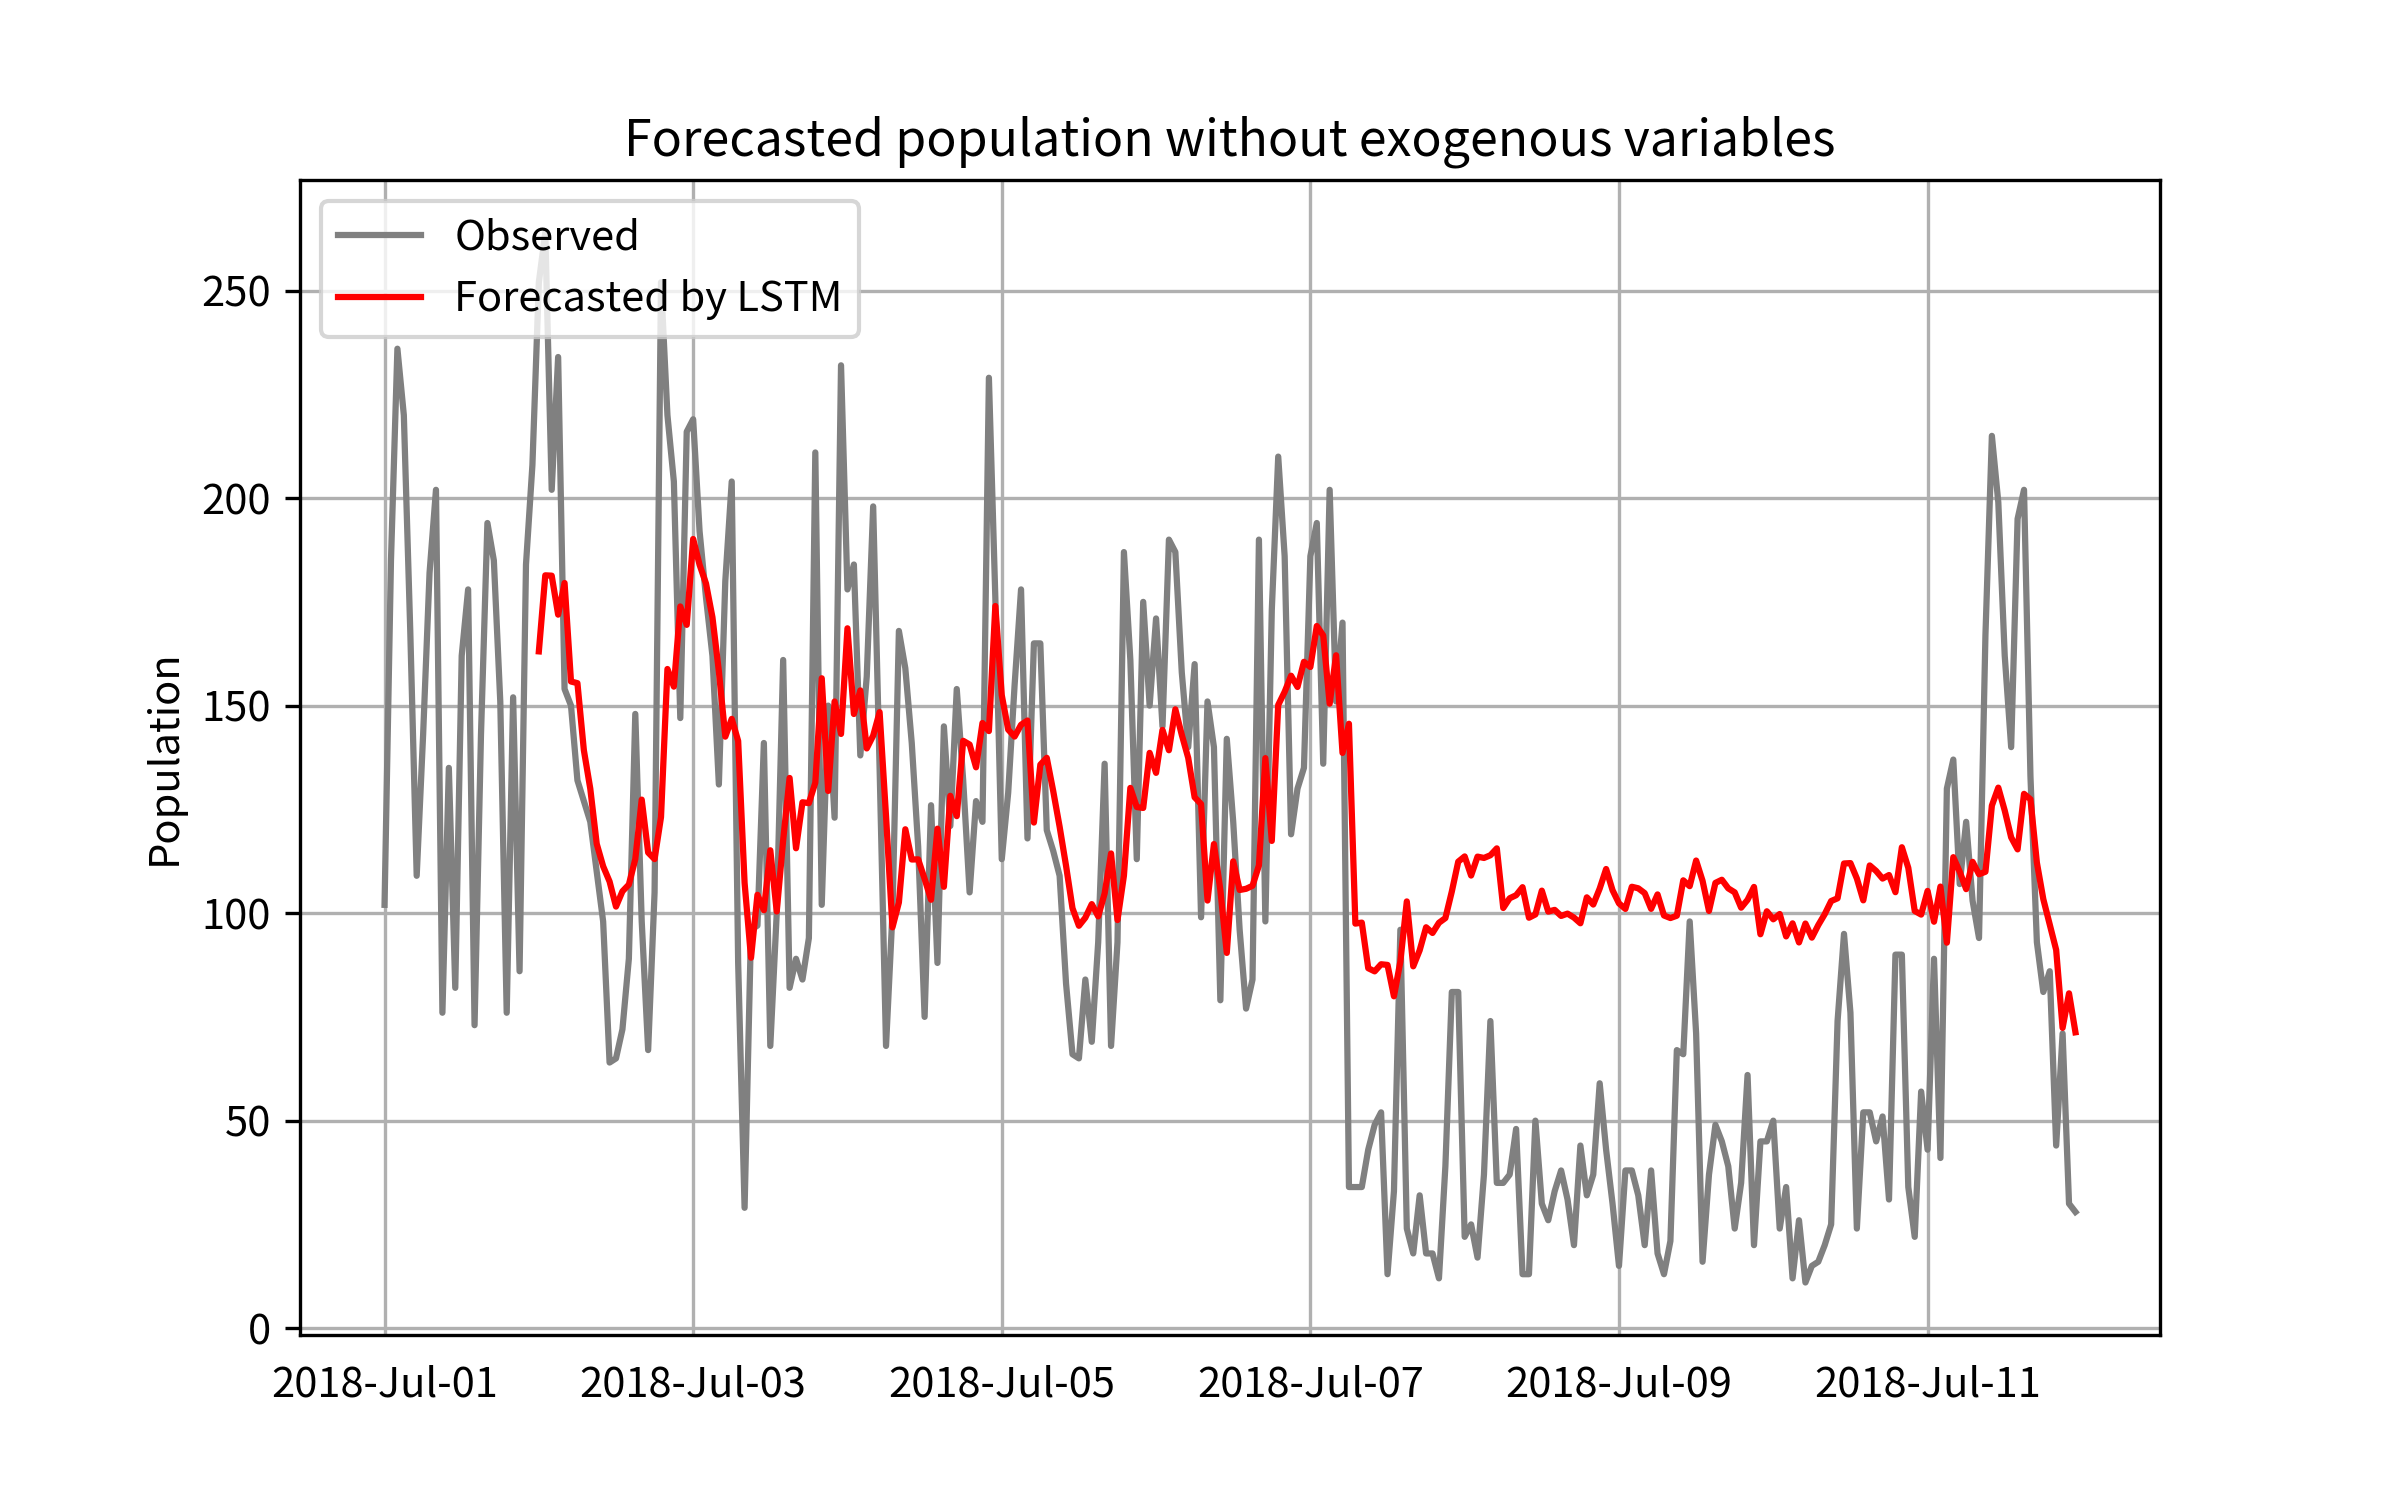 Forecasted population without exogenous variables
Observed
Forecasted by LSTM
Population
250
200
150
100
50
0
2018-Jul-01 2018-Jul-03 2018-Jul-05 2018-Jul-07 2018-Jul-09 2018-Jul-11